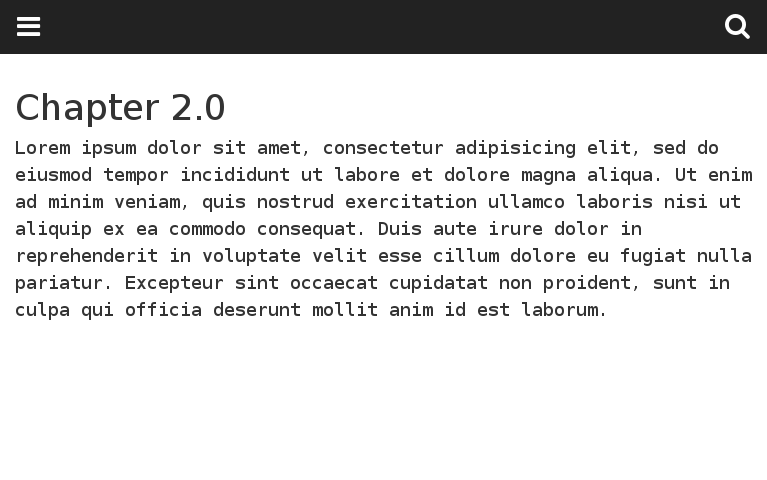 Chapter 2.0
Lorem ipsum dolor sit amet, consectetur adipisicing elit, sed do
eiusmod tempor incididunt ut labore et dolore magna aliqua. Ut enim
ad minim veniam, quis nostrud exercitation ullamco laboris nisi ut
aliquip ex ea commodo consequat. Duis aute irure dolor in
reprehenderit in voluptate velit esse cillum dolore eu fugiat nulla
pariatur. Excepteur sint occaecat cupidatat non proident, sunt in
culpa qui officia deserunt mollit anim id est laborum.